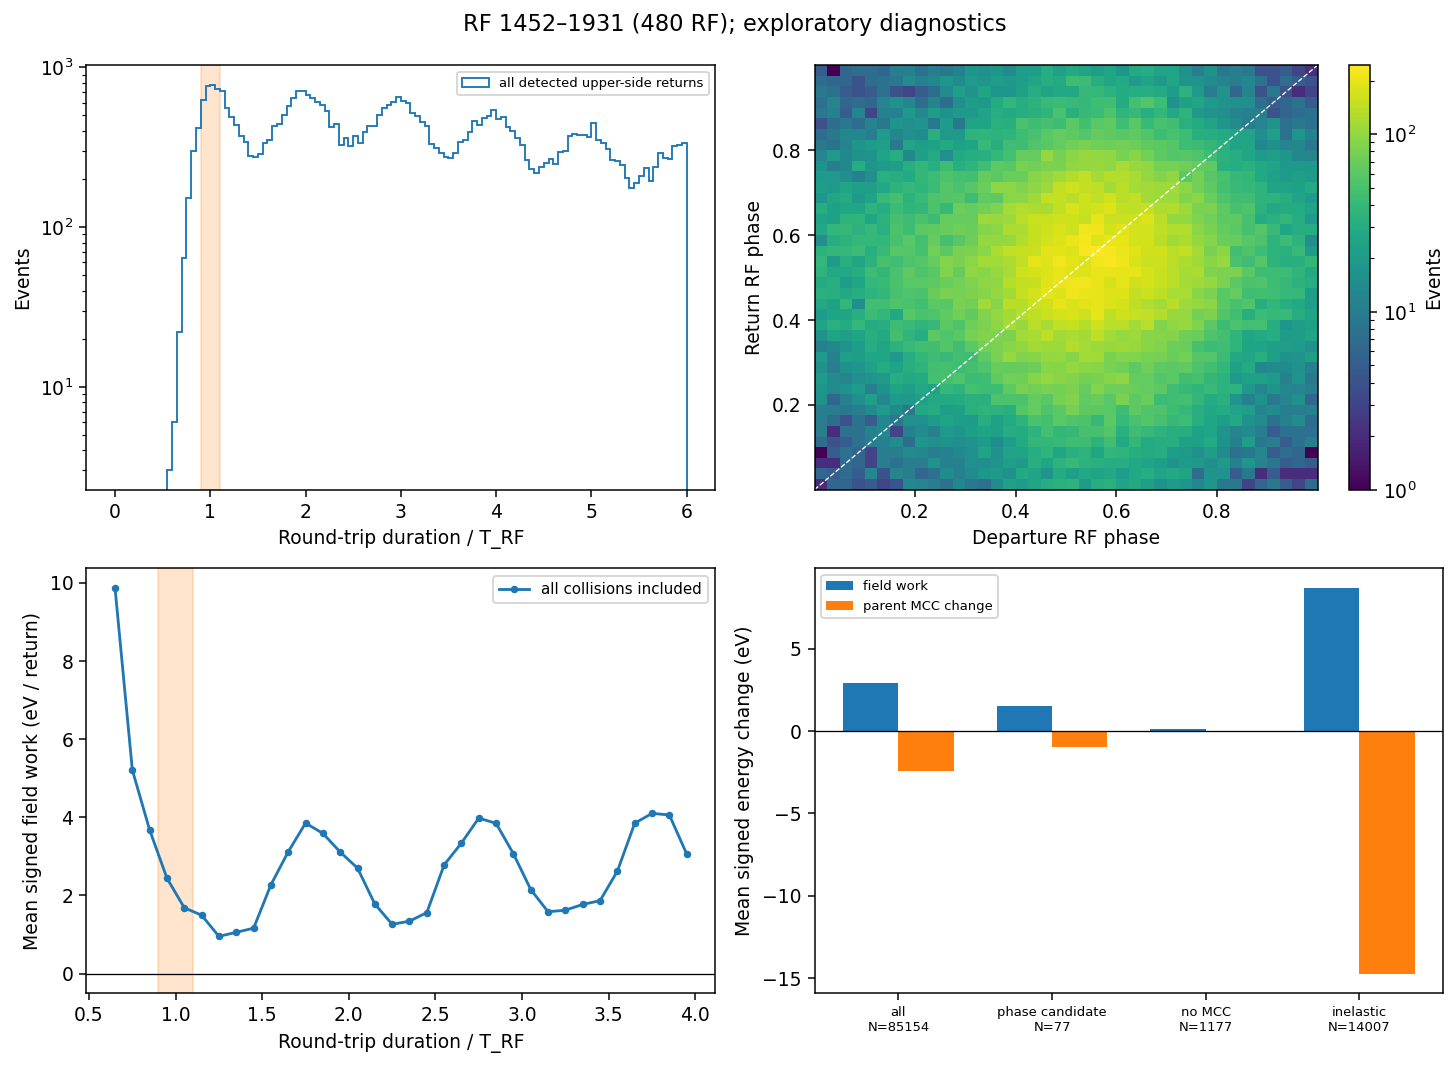 RF 1452–1931 (480 RF); exploratory diagnostics
all detected upper-side returns
10³
10²
10¹
Events
0
1
2
3
4
5
6
Round-trip duration / T_RF
0.8
0.6
0.4
0.2
Return RF phase
0.2
0.4
0.6
0.8
Departure RF phase
10²
10¹
10⁰
Events
all collisions included
10
8
6
4
2
0
Mean signed field work (eV / return)
0.5
1.0
1.5
2.0
2.5
3.0
3.5
4.0
Round-trip duration / T_RF
field work
parent MCC change
5
0
−5
−10
−15
Mean signed energy change (eV)
all
N=85154
phase candidate
N=77
no MCC
N=1177
inelastic
N=14007